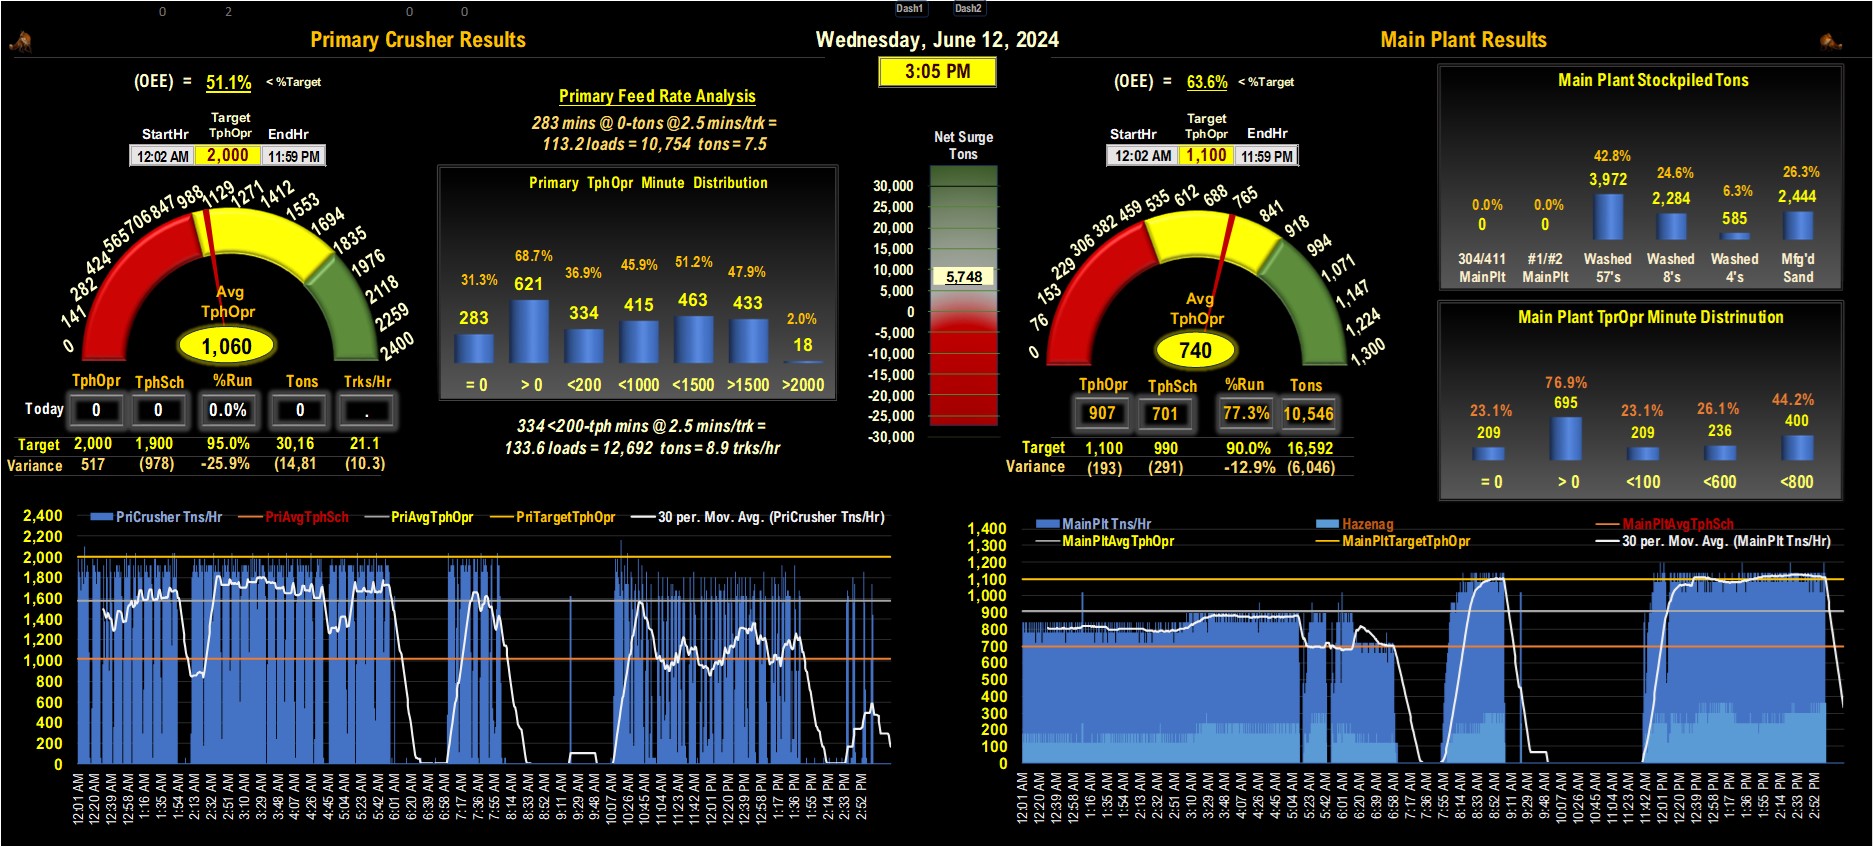 0 2 0 0 Dash1 Dash2
Primary Crusher Results
Wednesday, June 12, 2024
Main Plant Results
3:05 PM
(OEE) = 51.1% < %Target
Target
StartHr TphOpr EndHr
12:02 AM 2,000 11:59 PM
0 141 282 424 565 706 847 988 1129 1271 1412 1553 1694 1835 1976 2118 2259 2400
Avg
TphOpr
1,060
TphOpr TphSch %Run Tons Trks/Hr
Today 0 0 0.0% 0 .
Target 2,000 1,900 95.0% 30,16 21.1
Variance 517 (978) -25.9% (14,81 (10.3)
Primary Feed Rate Analysis
283 mins @ 0-tons @2.5 mins/trk =
113.2 loads = 10,754 tons = 7.5
Primary TphOpr Minute Distribution
31.3% 68.7% 36.9% 45.9% 51.2% 47.9% 2.0%
283 621 334 415 463 433 18
= 0 > 0 <200 <1000 <1500 >1500 >2000
334 <200-tph mins @ 2.5 mins/trk =
133.6 loads = 12,692 tons = 8.9 trks/hr
Net Surge
Tons
30,000
25,000
20,000
15,000
10,000
5,748
5,000
0
-5,000
-10,000
-15,000
-20,000
-25,000
-30,000
(OEE) = 63.6% < %Target
Target
StartHr TphOpr EndHr
12:02 AM 1,100 11:59 PM
0 76 153 229 306 382 459 535 612 688 765 841 918 994 1,071 1,147 1,224 1,300
Avg
TphOpr
740
TphOpr TphSch %Run Tons
907 701 77.3% 10,546
Target 1,100 990 90.0% 16,592
Variance (193) (291) -12.9% (6,046)
Main Plant Stockpiled Tons
0.0% 0.0% 42.8% 24.6% 6.3% 26.3%
0 0 3,972 2,284 585 2,444
304/411 #1/#2 Washed Washed Washed Mfg'd
MainPlt MainPlt 57's 8's 4's Sand
Main Plant TprOpr Minute Distrinution
23.1% 76.9% 23.1% 26.1% 44.2%
209 695 209 236 400
= 0 > 0 <100 <600 <800
PriCrusher Tns/Hr PriAvgTphSch PriAvgTphOpr PriTargetTphOpr 30 per. Mov. Avg. (PriCrusher Tns/Hr)
2,400
2,200
2,000
1,800
1,600
1,400
1,200
1,000
800
600
400
200
0
12:01 AM 12:20 AM 12:39 AM 12:58 AM 1:16 AM 1:35 AM 1:54 AM 2:13 AM 2:32 AM 2:51 AM 3:10 AM 3:29 AM 3:48 AM 4:07 AM 4:26 AM 4:45 AM 5:04 AM 5:23 AM 5:42 AM 6:01 AM 6:20 AM 6:39 AM 6:58 AM 7:17 AM 7:36 AM 7:55 AM 8:14 AM 8:33 AM 8:52 AM 9:11 AM 9:29 AM 9:48 AM 10:07 AM 10:26 AM 10:45 AM 11:04 AM 11:23 AM 11:42 AM 12:01 PM 12:20 PM 12:39 PM 12:58 PM 1:17 PM 1:36 PM 1:55 PM 2:14 PM 2:33 PM 2:52 PM
MainPlt Tns/Hr Hazenag MainPltAvgTphSch
MainPltAvgTphOpr MainPltTargetTphOpr 30 per. Mov. Avg. (MainPlt Tns/Hr)
1,400
1,300
1,200
1,100
1,000
900
800
700
600
500
400
300
200
100
0
12:01 AM 12:20 AM 12:39 AM 12:58 AM 1:16 AM 1:35 AM 1:54 AM 2:13 AM 2:32 AM 2:51 AM 3:10 AM 3:29 AM 3:48 AM 4:07 AM 4:26 AM 4:45 AM 5:04 AM 5:23 AM 5:42 AM 6:01 AM 6:20 AM 6:39 AM 6:58 AM 7:17 AM 7:36 AM 7:55 AM 8:14 AM 8:33 AM 8:52 AM 9:11 AM 9:29 AM 9:48 AM 10:07 AM 10:26 AM 10:45 AM 11:04 AM 11:23 AM 11:42 AM 12:01 PM 12:20 PM 12:39 PM 12:58 PM 1:17 PM 1:36 PM 1:55 PM 2:14 PM 2:33 PM 2:52 PM